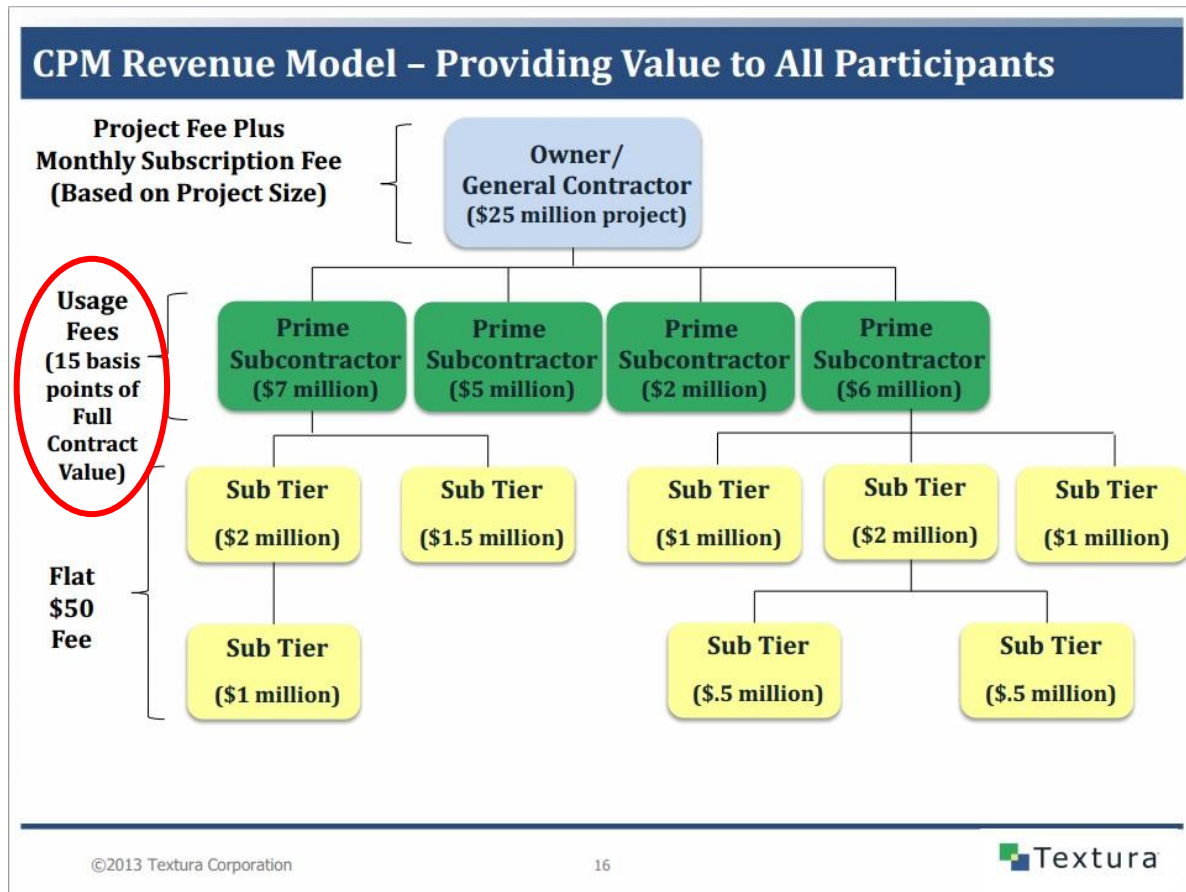 CPM Revenue Model – Providing Value to All Participants
Project Fee Plus
Monthly Subscription Fee
(Based on Project Size)
Owner/
General Contractor
($25 million project)
Usage
Fees
(15 basis
points of
Full
Contract
Value)
Prime
Subcontractor
($7 million)
Prime
Subcontractor
($5 million)
Prime
Subcontractor
($2 million)
Prime
Subcontractor
($6 million)
Flat
$50
Fee
Sub Tier
($2 million)
Sub Tier
($1.5 million)
Sub Tier
($1 million)
Sub Tier
($2 million)
Sub Tier
($1 million)
Sub Tier
($1 million)
Sub Tier
($.5 million)
Sub Tier
($.5 million)
©2013 Textura Corporation
16
Textura